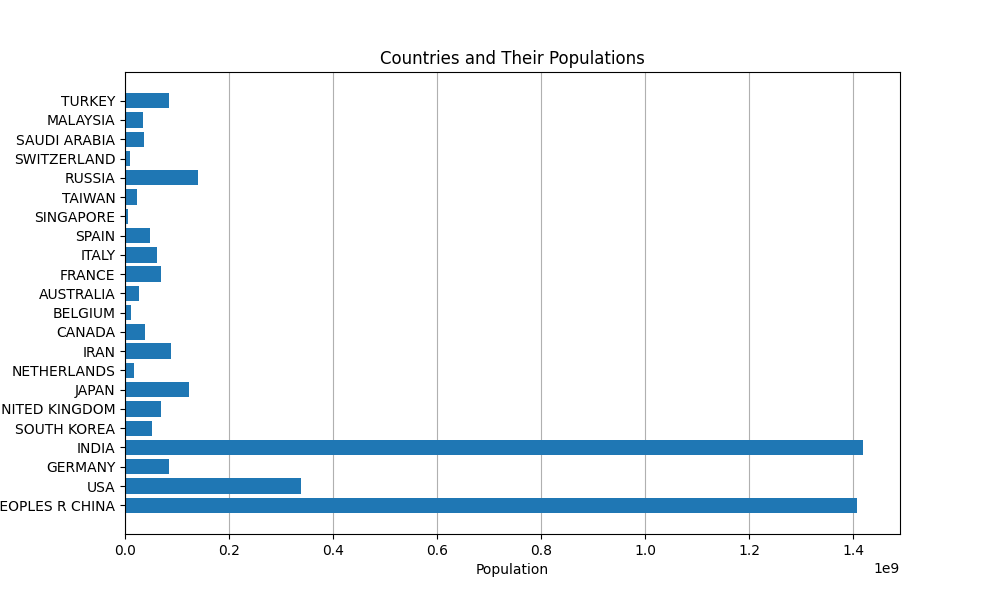 Countries and Their Populations
TURKEY
MALAYSIA
SAUDI ARABIA
SWITZERLAND
RUSSIA
TAIWAN
SINGAPORE
SPAIN
ITALY
FRANCE
AUSTRALIA
BELGIUM
CANADA
IRAN
NETHERLANDS
JAPAN
NITED KINGDOM
SOUTH KOREA
INDIA
GERMANY
USA
EOPLES R CHINA
0.0 0.2 0.4 0.6 0.8 1.0 1.2 1.4
1e9
Population